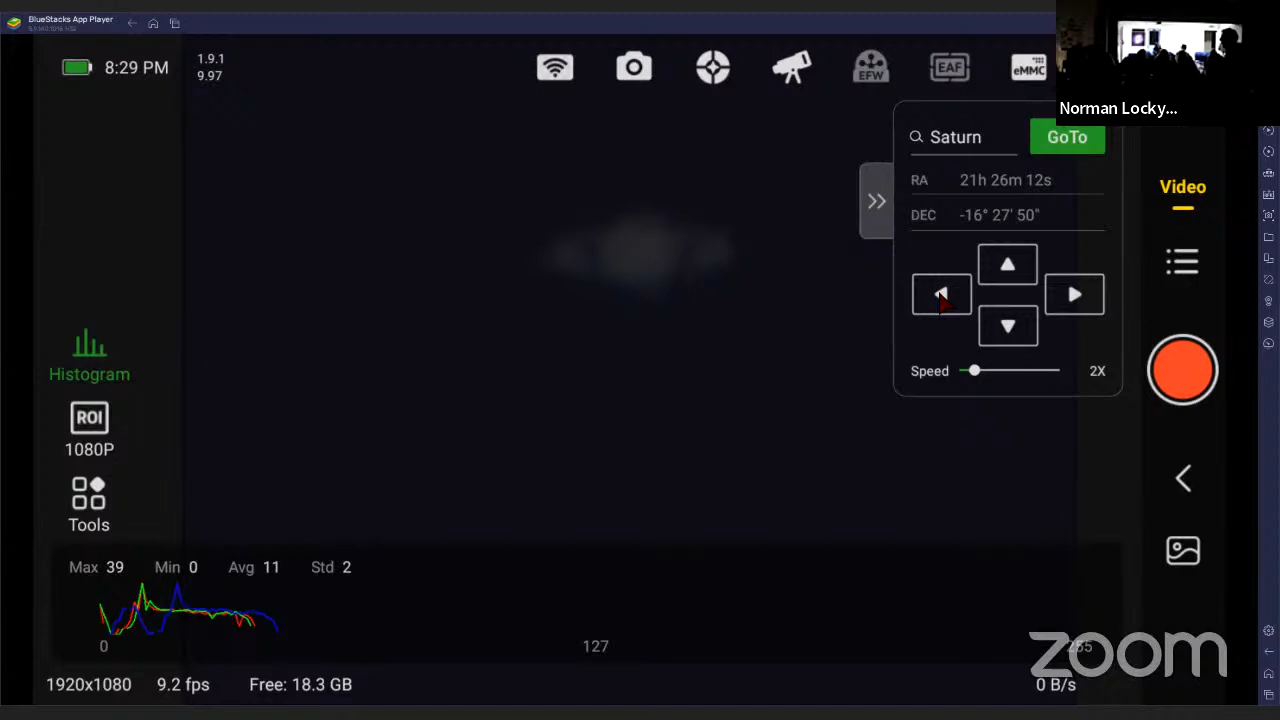 BlueStacks App Player
8:29 PM
1.9.1
9.97
EFW
EAF
eMMC
Norman Locky...
Saturn
GoTo
RA 21h 26m 12s
DEC -16° 27' 50"
Speed 2X
Video
Histogram
ROI
1080P
Tools
Max 39 Min 0 Avg 11 Std 2
0 127 255
1920x1080 9.2 fps Free: 18.3 GB 0 B/s
zoom